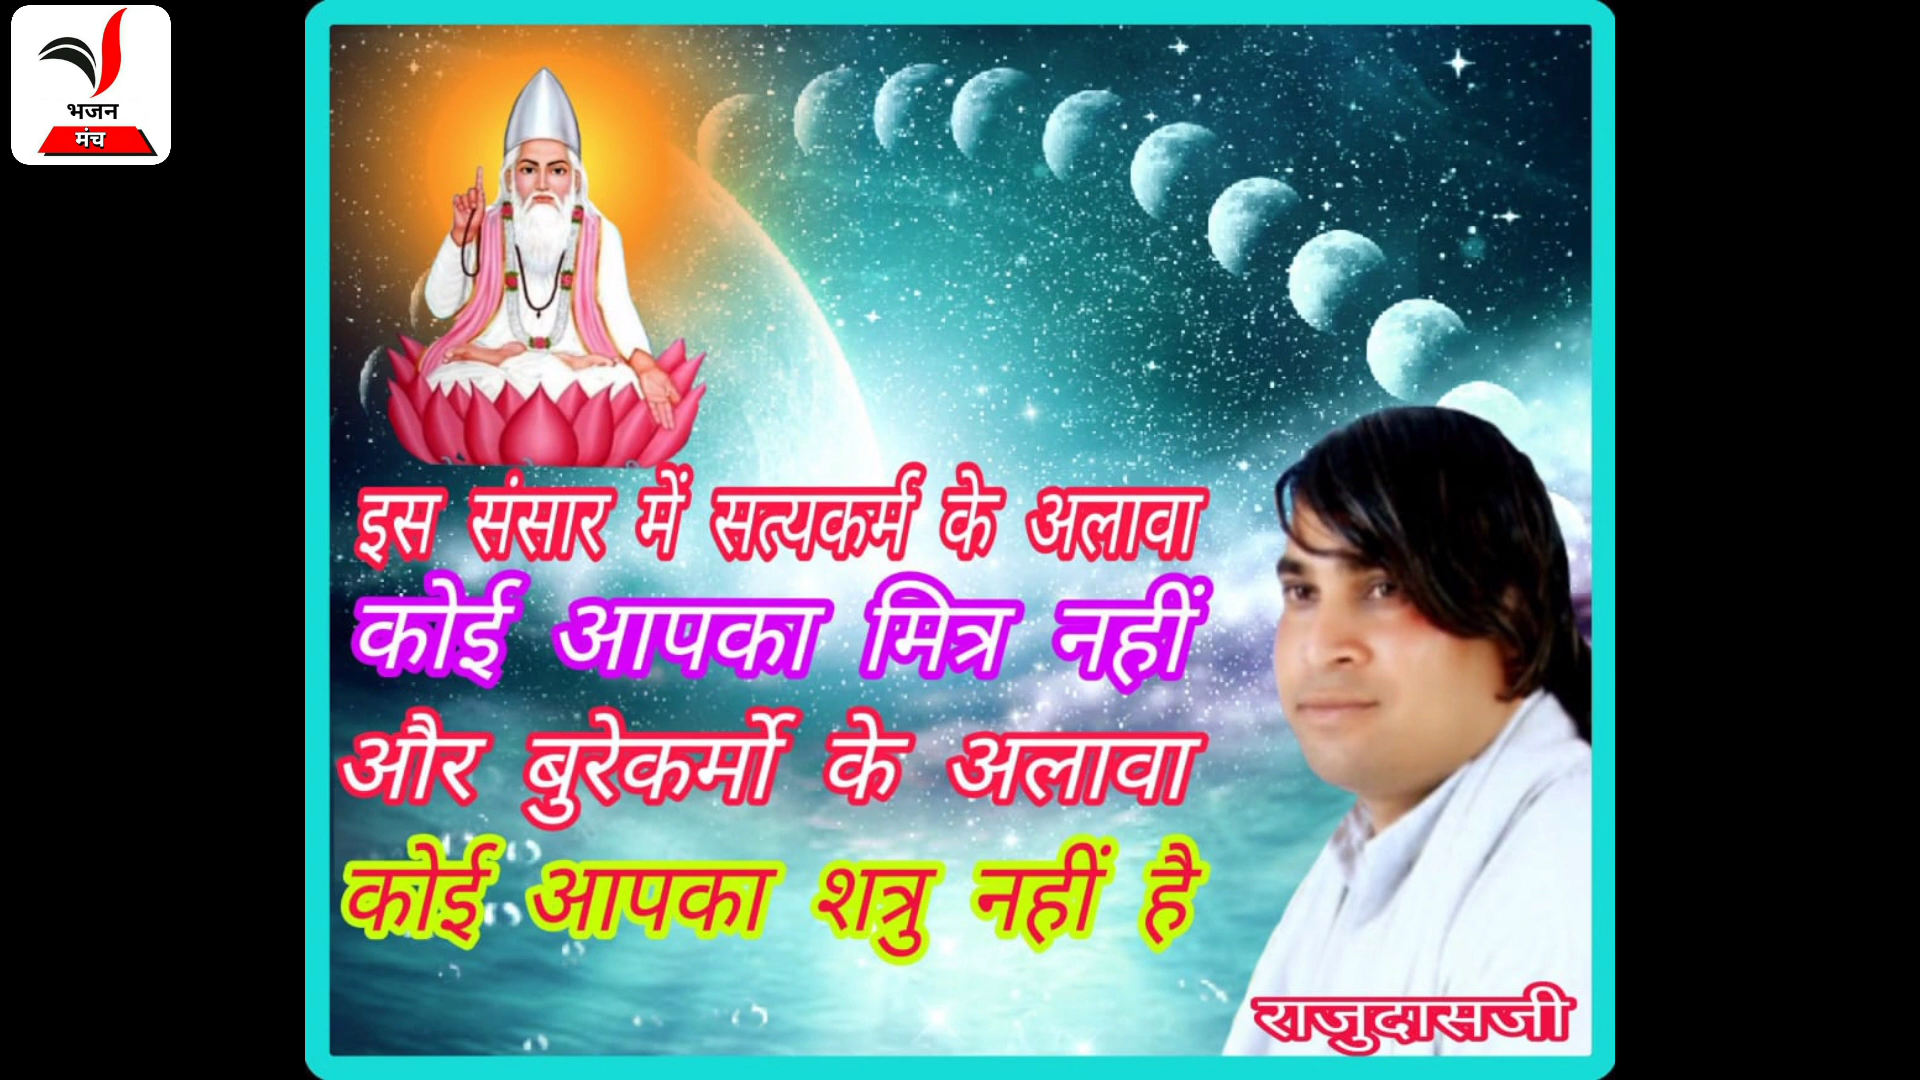 भजन
मंच
इस संसार में सत्यकर्म के अलावा
कोई आपका मित्र नहीं
और बुरेकर्मो के अलावा
कोई आपका शत्रु नहीं है
राजुदासजी